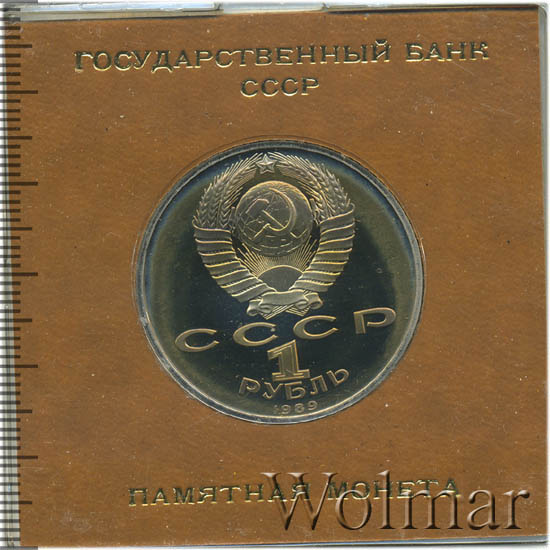 ГОСУДАРСТВЕННЫЙ БАНК
СССР
СССР
1
РУБЛЬ
1989
ПАМЯТНАЯ МОНЕТА
Wolmar